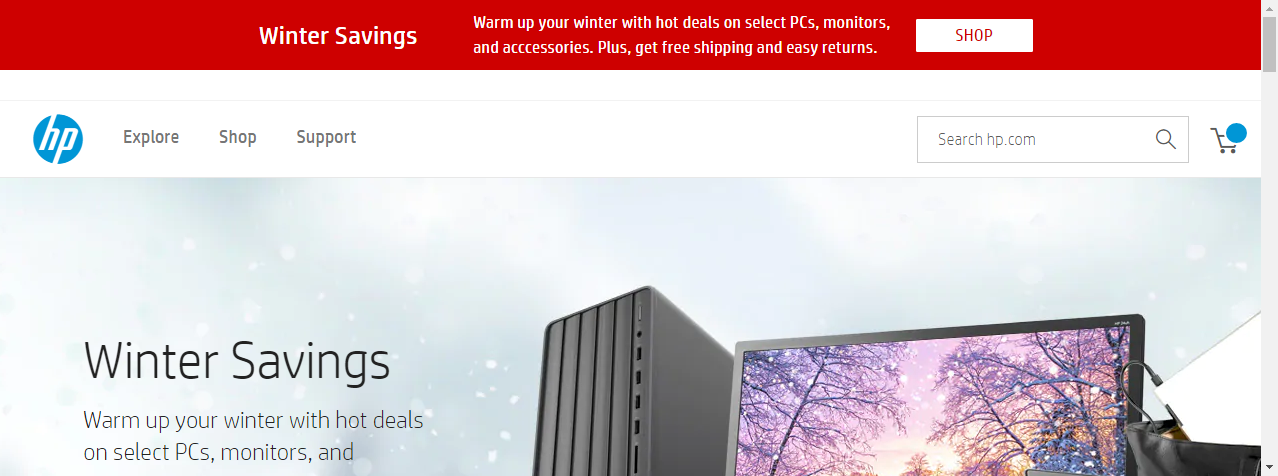 Winter Savings
Warm up your winter with hot deals on select PCs, monitors,
and acccessories. Plus, get free shipping and easy returns.
SHOP
hp
Explore
Shop
Support
Search hp.com
Winter Savings
Warm up your winter with hot deals
on select PCs, monitors, and